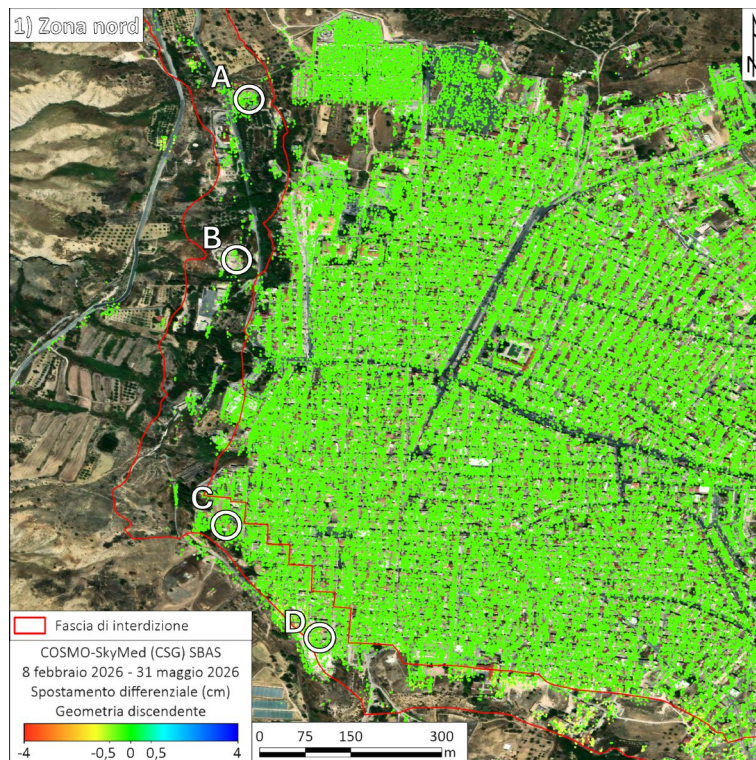 1) Zona nord
N
A
B
C
D
Fascia di interdizione
COSMO-SkyMed (CSG) SBAS
8 febbraio 2026 - 31 maggio 2026
Spostamento differenziale (cm)
Geometria discendente
-4 -0,5 0 0,5 4
0 75 150 300
m